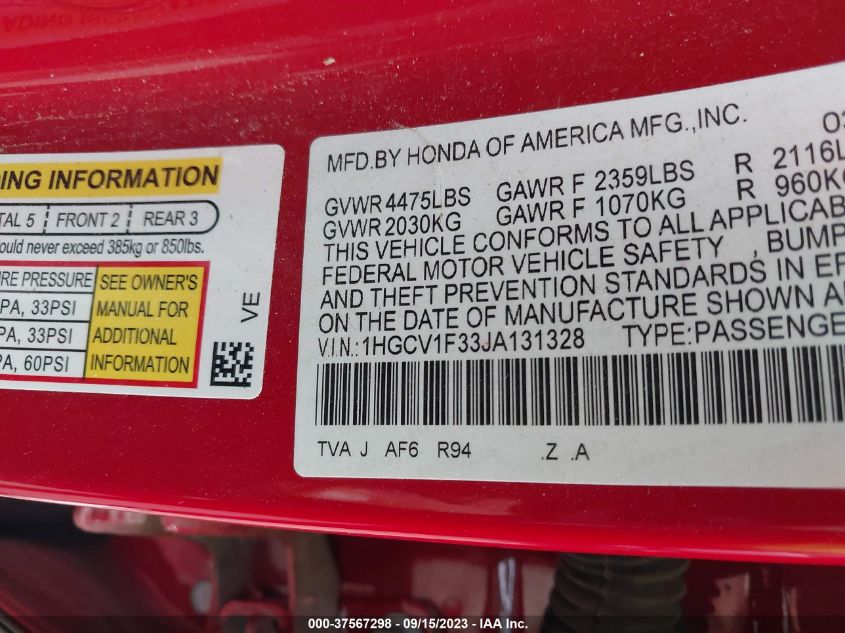 DING INFORMATION
TAL 5 FRONT 2 REAR 3
ould never exceed 385kg or 850lbs.
RE PRESSURE
PA, 33PSI
PA, 33PSI
PA, 60PSI
SEE OWNER'S
MANUAL FOR
ADDITIONAL
INFORMATION
VE
MFD.BY HONDA OF AMERICA MFG.,INC. 03
GVWR 4475LBS GAWR F 2359LBS R 2116L
GVWR 2030KG GAWR F 1070KG R 960KG
THIS VEHICLE CONFORMS TO ALL APPLICAB
FEDERAL MOTOR VEHICLE SAFETY , BUMP
AND THEFT PREVENTION STANDARDS IN EF
ON THE DATE OF MANUFACTURE SHOWN A
V.I.N.:1HGCV1F33JA131328 TYPE:PASSENGE
TVA J AF6 R94 .Z .A
000-37567298 - 09/15/2023 - IAA Inc.